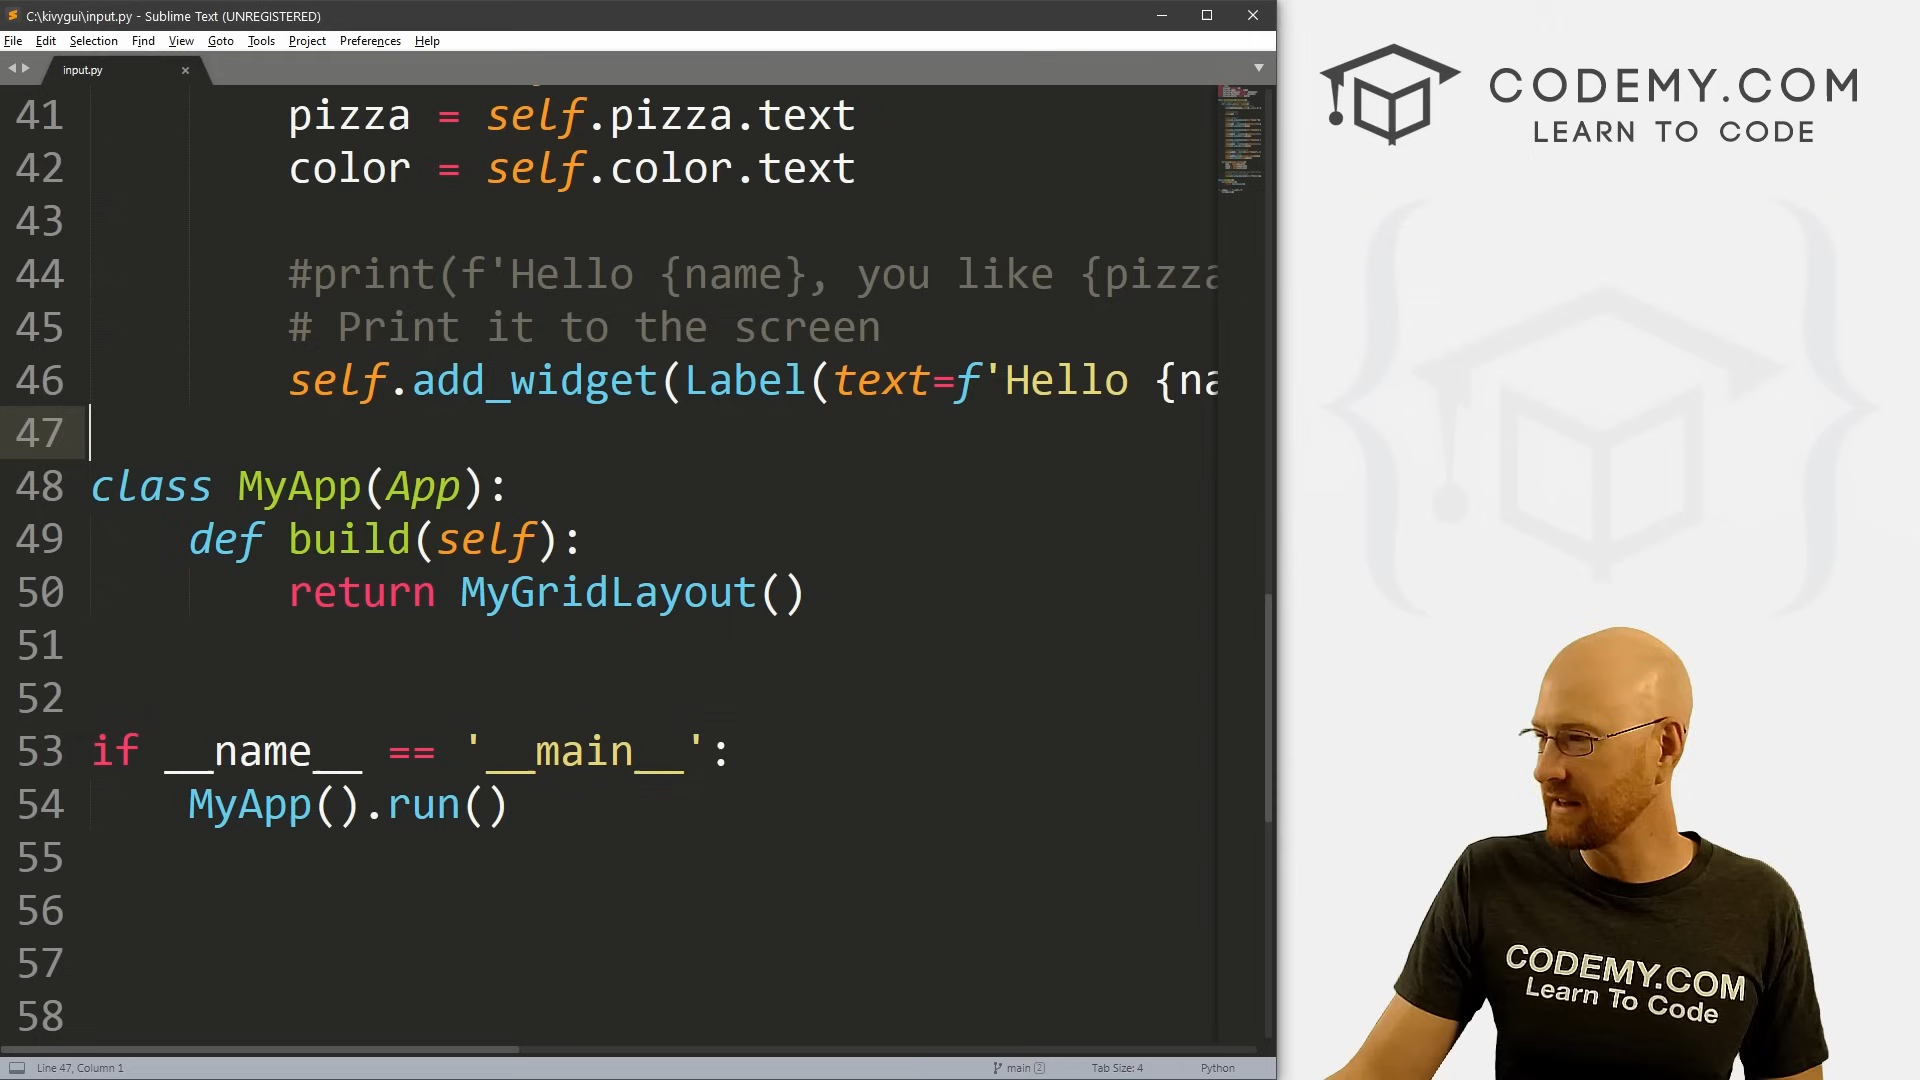 C:\kivygui\input.py - Sublime Text (UNREGISTERED)
File Edit Selection Find View Goto Tools Project Preferences Help
input.py
41 pizza = self.pizza.text
42 color = self.color.text
43
44 #print(f'Hello {name}, you like {pizza
45 # Print it to the screen
46 self.add_widget(Label(text=f'Hello {na
47
48 class MyApp(App):
49 def build(self):
50 return MyGridLayout()
51
52
53 if __name__ == '__main__':
54 MyApp().run()
55
56
57
58
Line 47, Column 1 main 2 Tab Size: 4 Python
CODEMY.COM
LEARN TO CODE
CODEMY.COM
Learn To Code